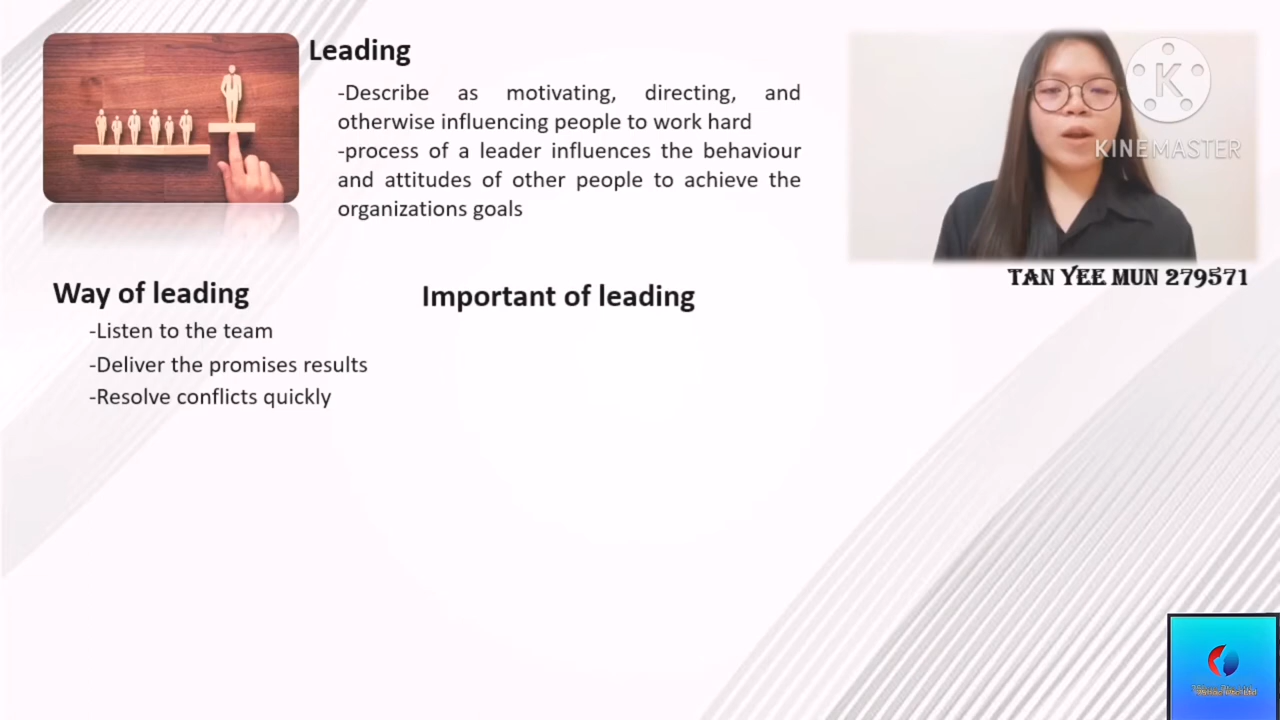 Leading
-Describe as motivating, directing, and
otherwise influencing people to work hard
-process of a leader influences the behaviour
and attitudes of other people to achieve the
organizations goals
K
KINEMASTER
TAN YEE MUN 279571
Way of leading
-Listen to the team
-Deliver the promises results
-Resolve conflicts quickly
Important of leading